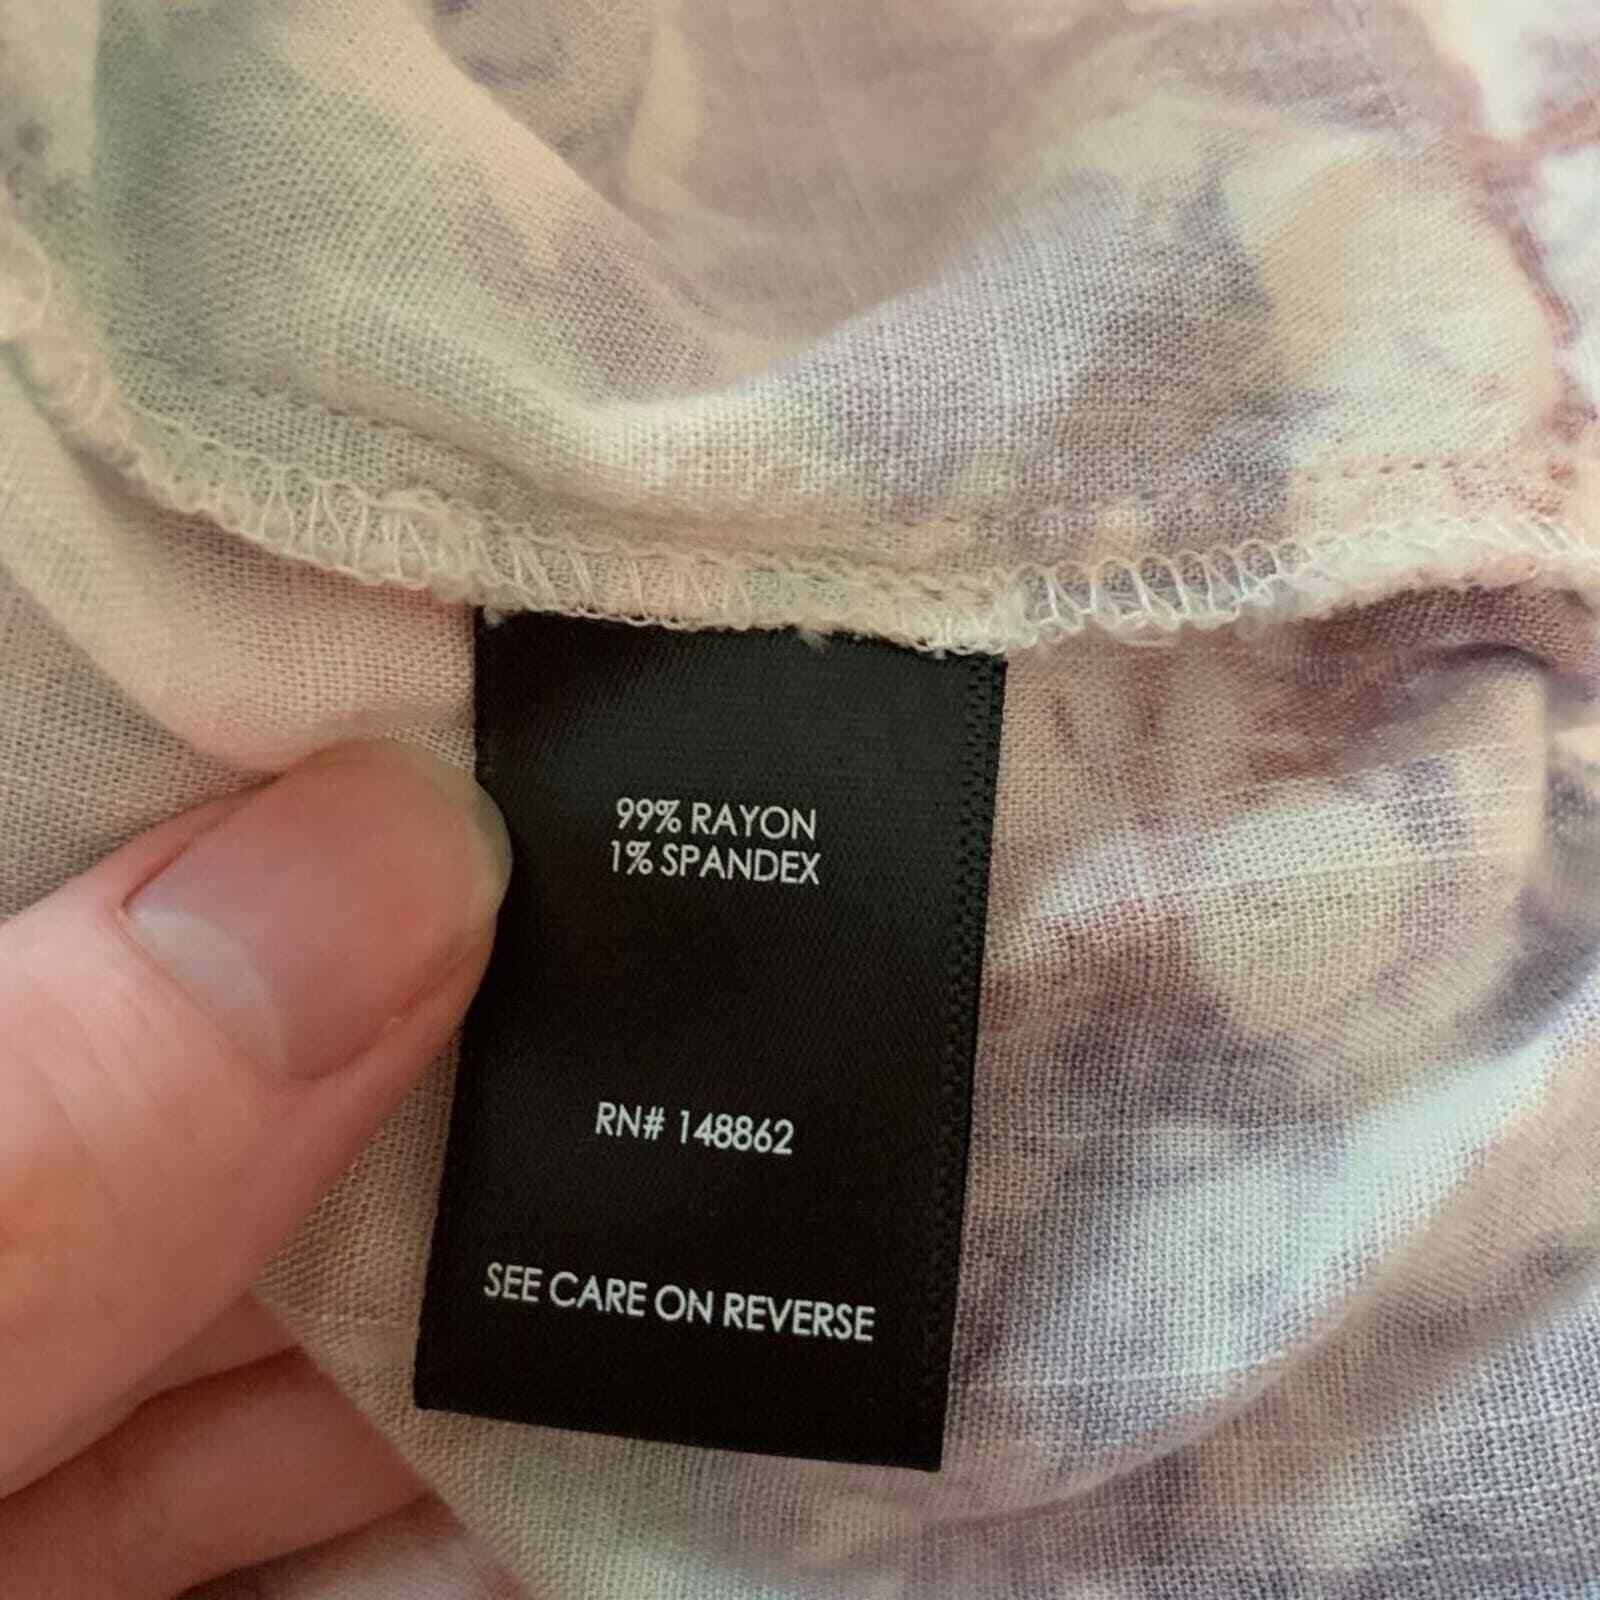 99% RAYON
1% SPANDEX
RN# 148862
SEE CARE ON REVERSE